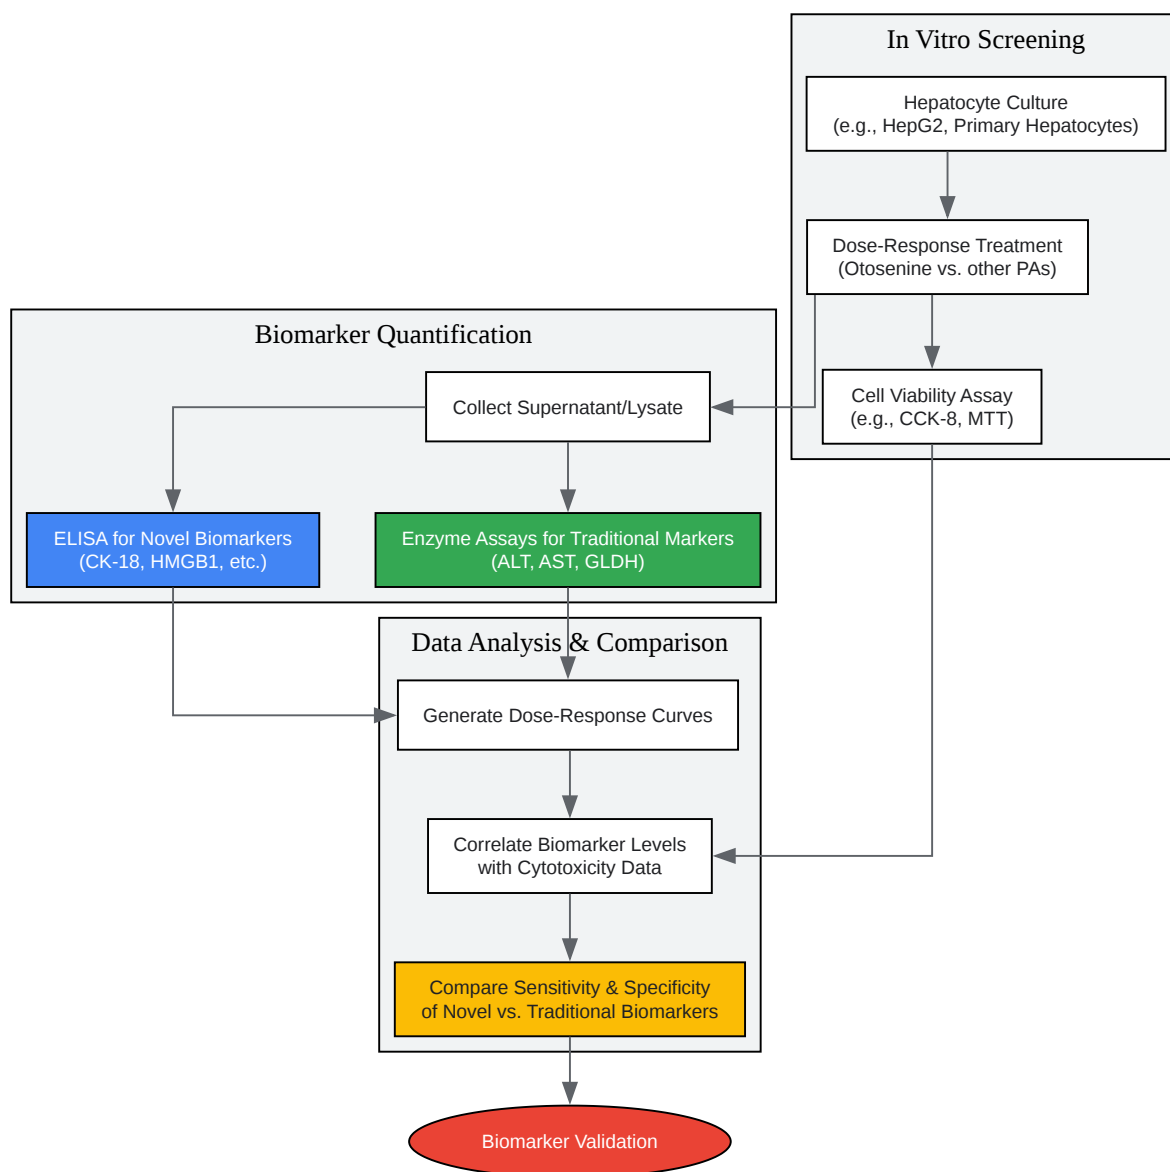 In Vitro Screening
Hepatocyte Culture
(e.g., HepG2, Primary Hepatocytes)
Dose-Response Treatment
(Otosenine vs. other PAs)
Cell Viability Assay
(e.g., CCK-8, MTT)
Biomarker Quantification
Collect Supernatant/Lysate
ELISA for Novel Biomarkers
(CK-18, HMGB1, etc.)
Enzyme Assays for Traditional Markers
(ALT, AST, GLDH)
Data Analysis & Comparison
Generate Dose-Response Curves
Correlate Biomarker Levels
with Cytotoxicity Data
Compare Sensitivity & Specificity
of Novel vs. Traditional Biomarkers
Biomarker Validation